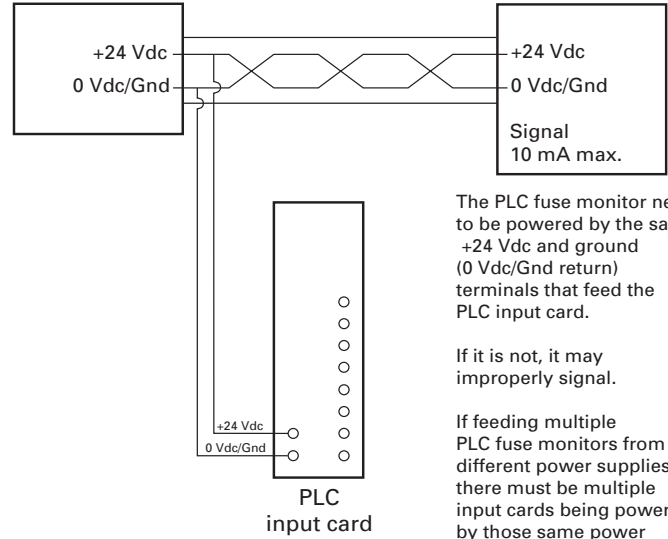 +24 Vdc
0 Vdc/Gnd
+24 Vdc
0 Vdc/Gnd
Signal
10 mA max.
The PLC fuse monitor
to be powered by the
+24 Vdc and ground
(0 Vdc/Gnd return)
terminals that feed the
PLC input card.
If it is not, it may
improperly signal.
If feeding multiple
PLC fuse monitors from
different power supplies
there must be multiple
input cards being
by those same power
+24 Vdc
0 Vdc/Gnd
PLC
input card